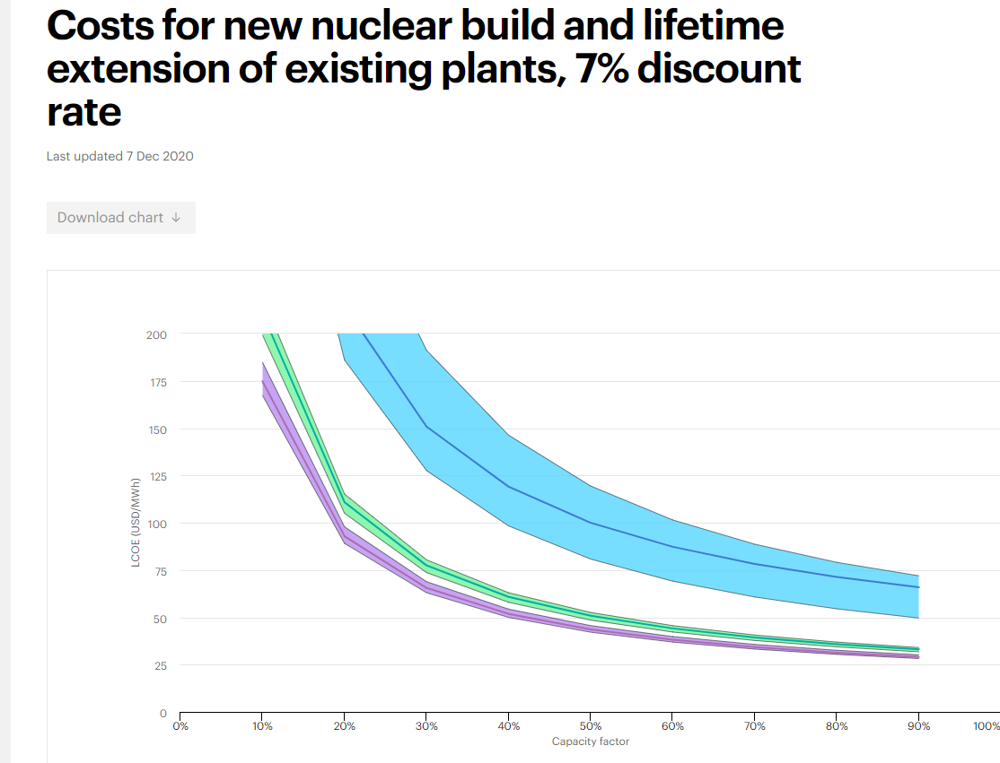 Costs for new nuclear build and lifetime
extension of existing plants, 7% discount
rate
Last updated 7 Dec 2020
Download chart ↓
200
175
150
125
100
75
50
25
0
LCOE (USD/MWh)
0% 10% 20% 30% 40% 50% 60% 70% 80% 90% 100%
Capacity factor